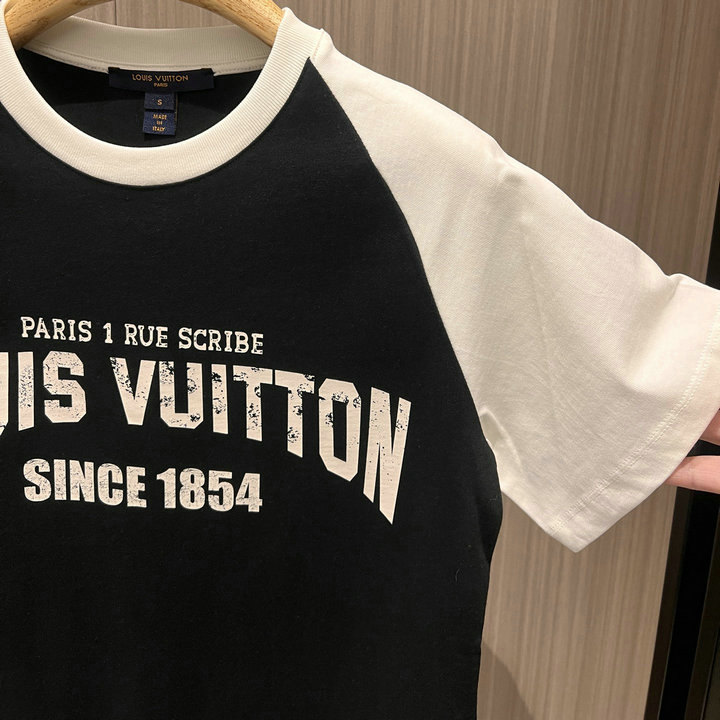 LOUIS VUITTON
PARIS
S
MADE
IN
ITALY
PARIS 1 RUE SCRIBE
UIS VUITTON
SINCE 1854